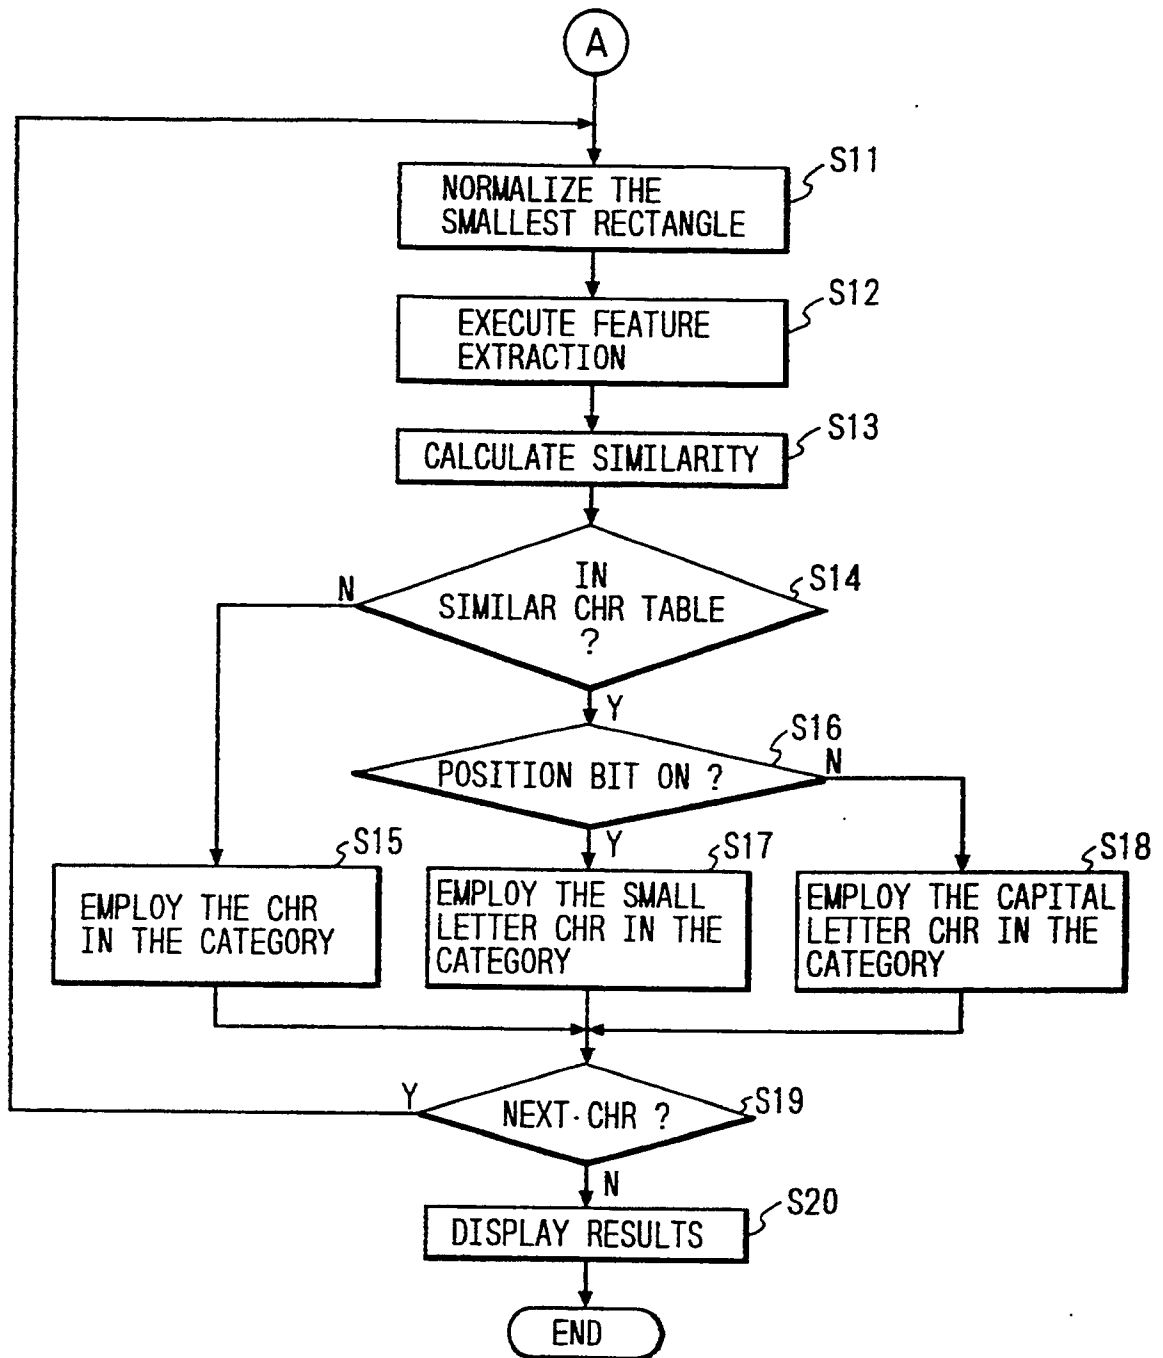 A
S11
NORMALIZE THE
SMALLEST RECTANGLE
S12
EXECUTE FEATURE
EXTRACTION
S13
CALCULATE SIMILARITY
S14
N
IN
SIMILAR CHR TABLE
?
Y
S16
POSITION BIT ON ?
N
Y
S15
EMPLOY THE CHR
IN THE CATEGORY
S17
EMPLOY THE SMALL
LETTER CHR IN THE
CATEGORY
S18
EMPLOY THE CAPITAL
LETTER CHR IN THE
CATEGORY
Y
NEXT CHR ?
S19
N
S20
DISPLAY RESULTS
END